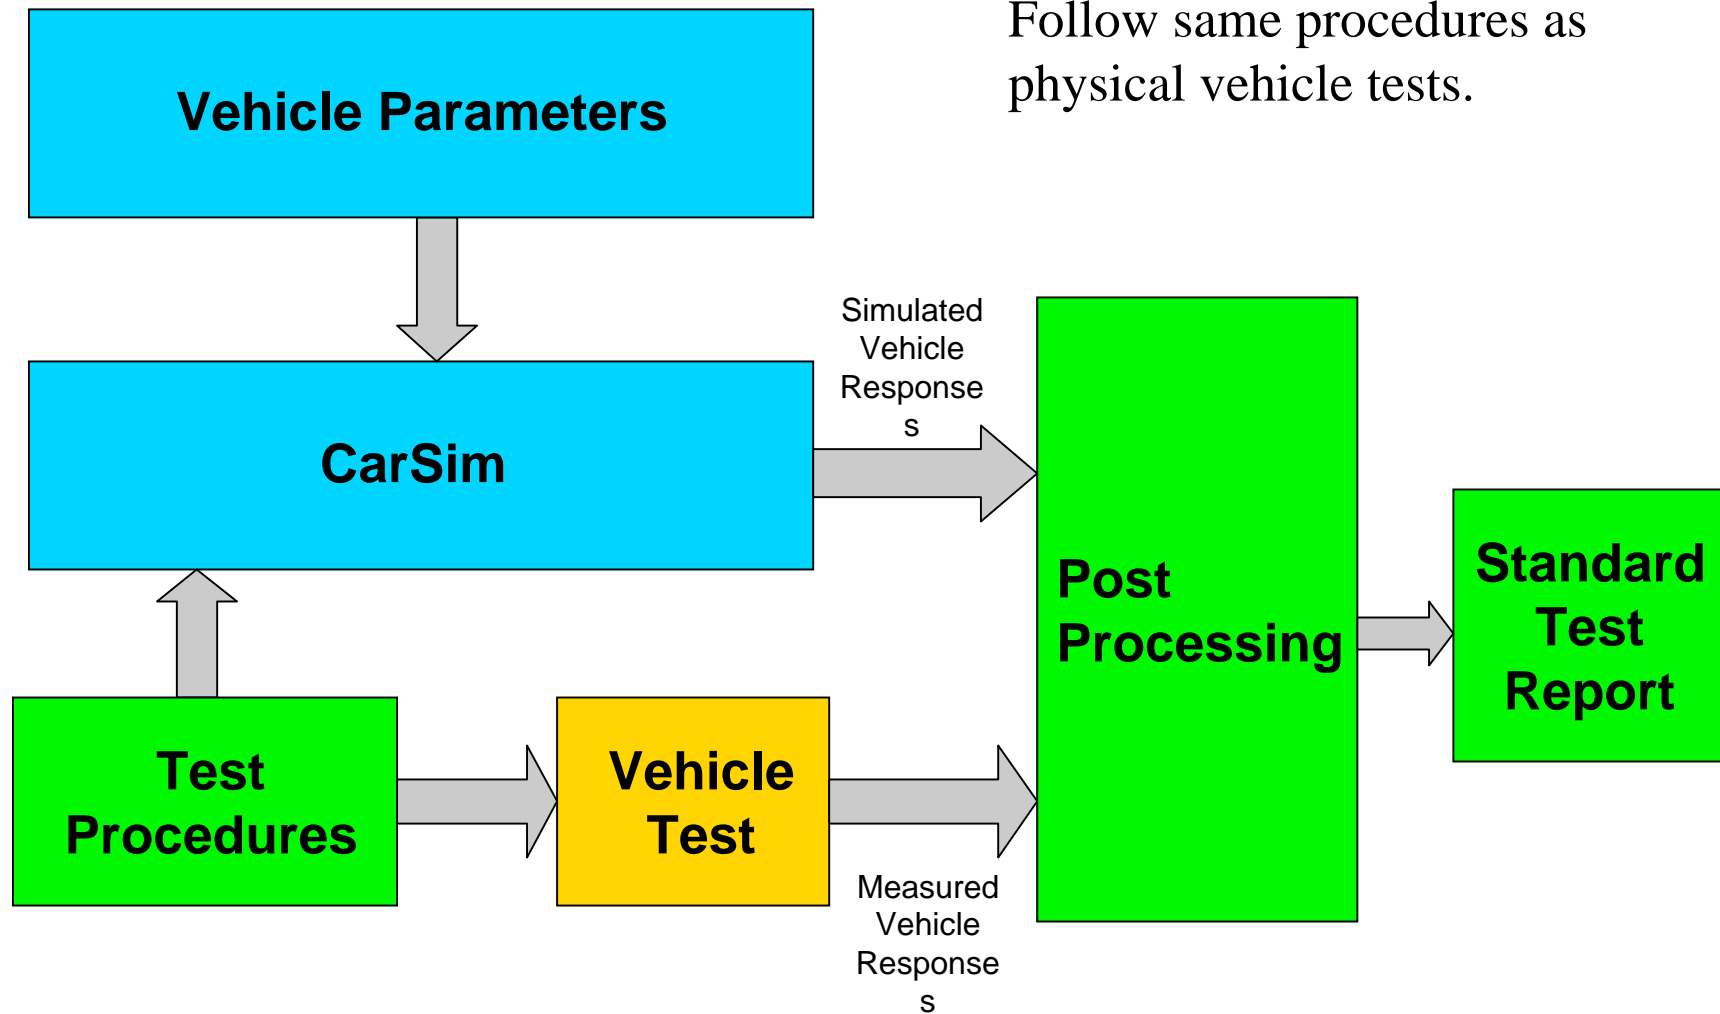 Follow same procedures as
physical vehicle tests.
Vehicle Parameters
Simulated
Vehicle
Response
s
CarSim
Post
Processing
Standard
Test
Report
Test
Procedures
Vehicle
Test
Measured
Vehicle
Response
s